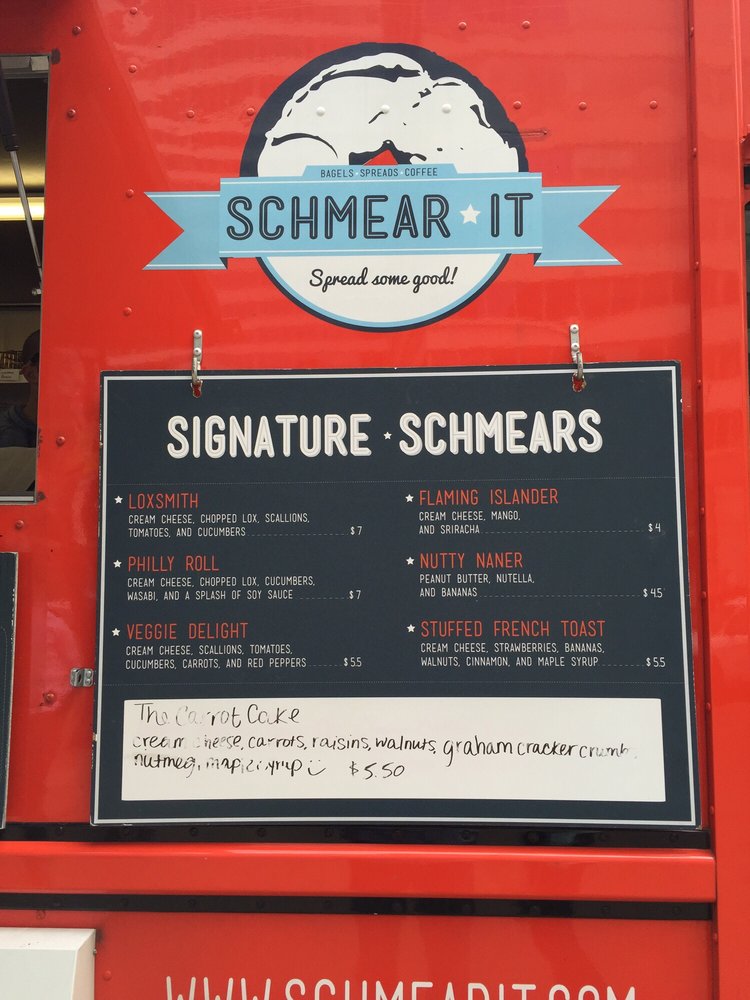 BAGELS · SPREADS · COFFEE
SCHMEAR ★ IT
Spread some good!
SIGNATURE ★ SCHMEARS
★ LOXSMITH
CREAM CHEESE, CHOPPED LOX, SCALLIONS,
TOMATOES, AND CUCUMBERS $7
★ PHILLY ROLL
CREAM CHEESE, CHOPPED LOX, CUCUMBERS,
WASABI, AND A SPLASH OF SOY SAUCE $7
★ VEGGIE DELIGHT
CREAM CHEESE, SCALLIONS, TOMATOES,
CUCUMBERS, CARROTS, AND RED PEPPERS $5.5
★ FLAMING ISLANDER
CREAM CHEESE, MANGO,
AND SRIRACHA $4
★ NUTTY NANER
PEANUT BUTTER, NUTELLA,
AND BANANAS $4.5
★ STUFFED FRENCH TOAST
CREAM CHEESE, STRAWBERRIES, BANANAS,
WALNUTS, CINNAMON, AND MAPLE SYRUP $5.5
The Carrot Cake
cream cheese, carrots, raisins, walnuts, graham cracker crumbs,
nutmeg, maple syrup $5.50
WWW.SCHMEARIT.COM